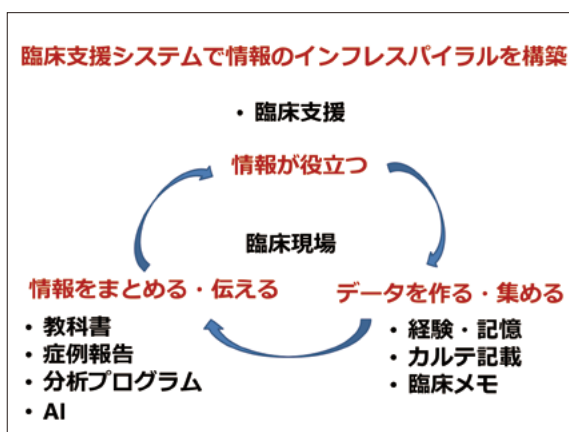 臨床支援システムで情報のインフレスパイラルを構築
• 臨床支援
情報が役立つ
臨床現場
情報をまとめる・伝える
• 教科書
• 症例報告
• 分析プログラム
• AI
データを作る・集める
• 経験・記憶
• カルテ記載
• 臨床メモ